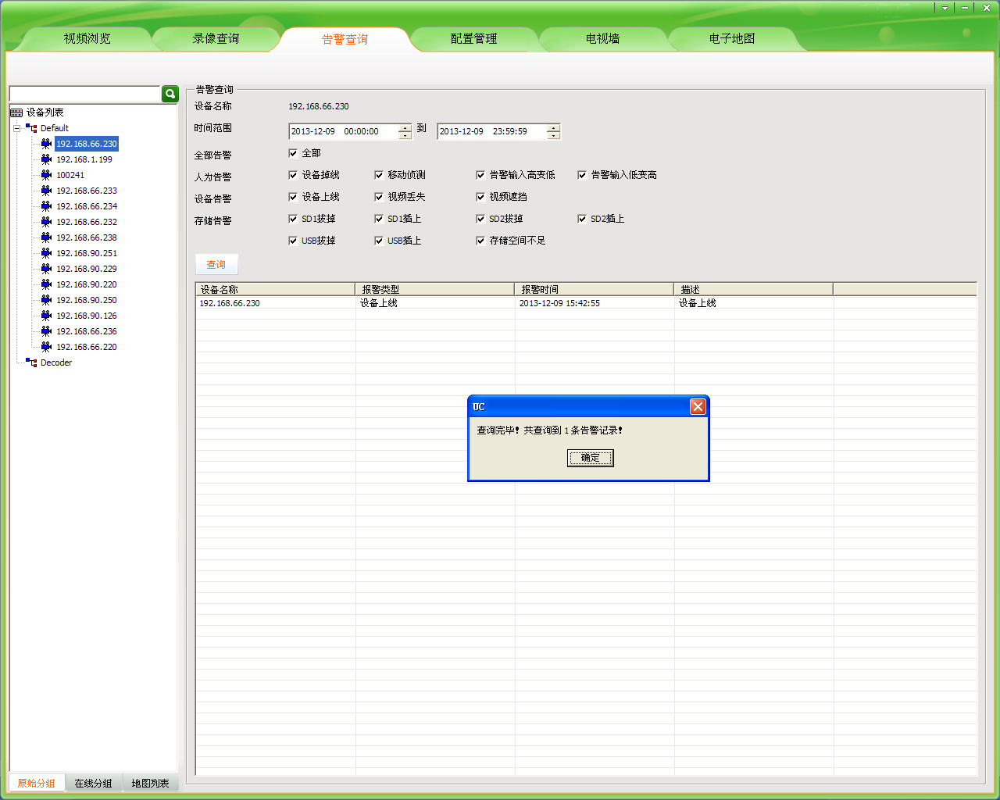 视频浏览 录像查询 告警查询 配置管理 电视墙 电子地图
设备列表
Default
192.168.66.230
192.168.1.199
100241
192.168.66.233
192.168.66.234
192.168.66.232
192.168.66.238
192.168.90.251
192.168.90.229
192.168.90.220
192.168.90.250
192.168.90.126
192.168.66.236
192.168.66.220
Decoder
原始分组 在线分组 地图列表
告警查询
设备名称 192.168.66.230
时间范围 2013-12-09 00:00:00 到 2013-12-09 23:59:59
全部告警 全部
人为告警 设备掉线 移动侦测 告警输入高变低 告警输入低变高
设备告警 设备上线 视频丢失 视频遮挡
存储告警 SD1拔掉 SD1插上 SD2拔掉 SD2插上
USB拔掉 USB插上 存储空间不足
查询
设备名称 报警类型 报警时间 描述
192.168.66.230 设备上线 2013-12-09 15:42:55 设备上线
UC
查询完毕! 共查询到 1 条告警记录!
确定